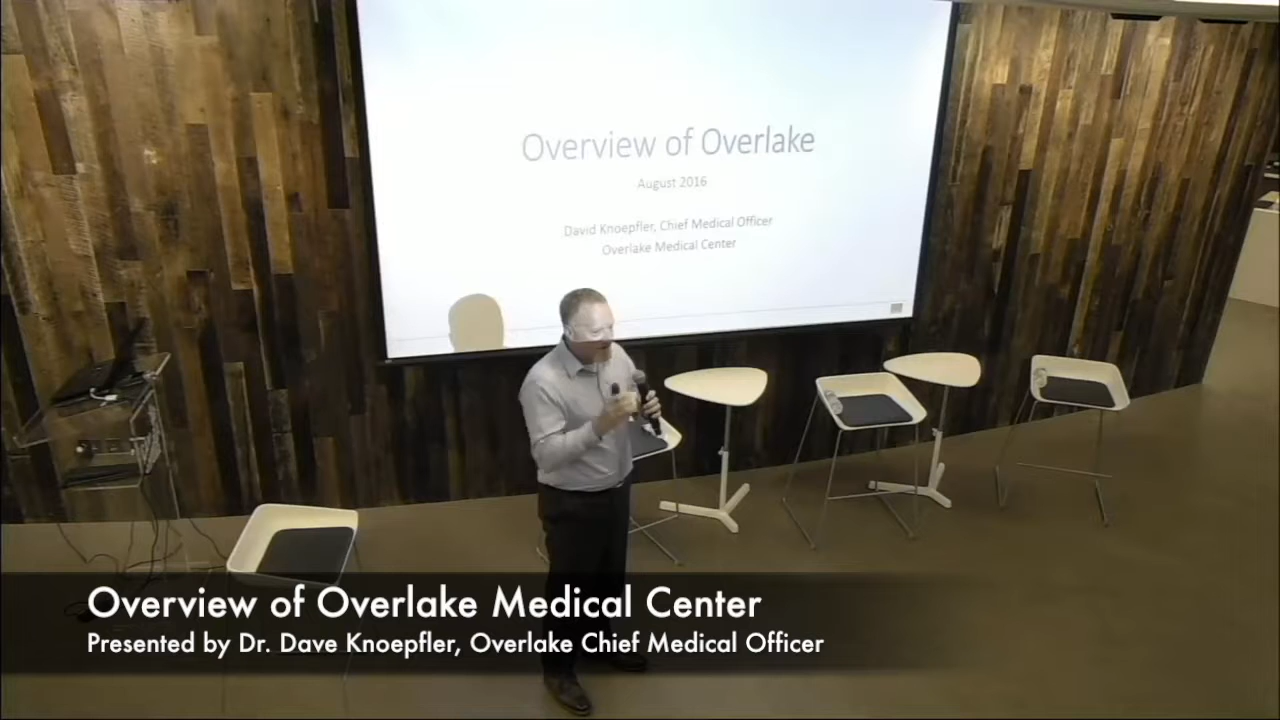 Overview of Overlake
August 2016
David Knoepfler, Chief Medical Officer
Overlake Medical Center
Overview of Overlake Medical Center
Presented by Dr. Dave Knoepfler, Overlake Chief Medical Officer